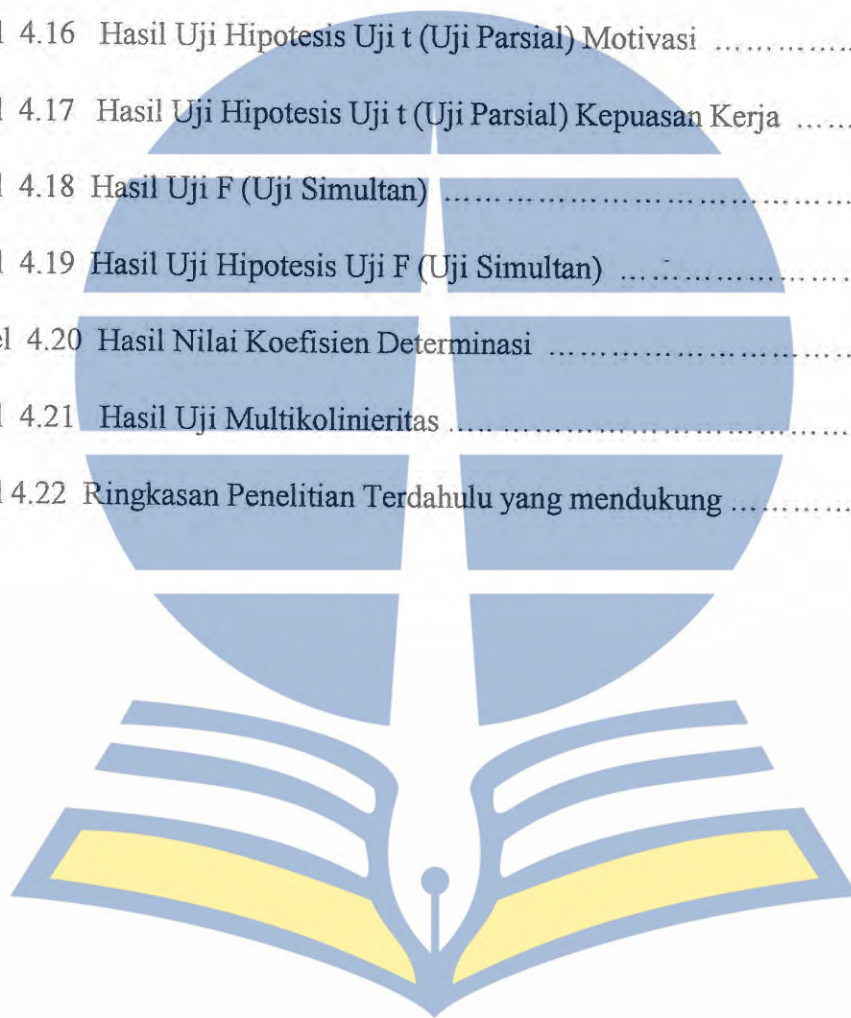 l 4.16 Hasil Uji Hipotesis Uji t (Uji Parsial) Motivasi ................
l 4.17 Hasil Uji Hipotesis Uji t (Uji Parsial) Kepuasan Kerja ......
l 4.18 Hasil Uji F (Uji Simultan) ................................................
l 4.19 Hasil Uji Hipotesis Uji F (Uji Simultan) ...........................
el 4.20 Hasil Nilai Koefisien Determinasi ....................................
l 4.21 Hasil Uji Multikolinieritas ................................................
l 4.22 Ringkasan Penelitian Terdahulu yang mendukung ..............